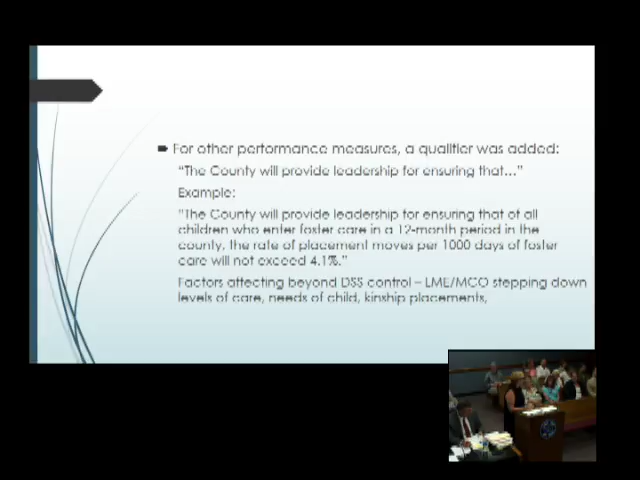 For other performance measures, a qualifier was added:
"The County will provide leadership for ensuring that…"
Example:
"The County will provide leadership for ensuring that of all
children who enter foster care in a 12-month period in the
county, the rate of placement moves per 1000 days of foster
care will not exceed 4.1%."
Factors affecting beyond DSS control – LME/MCO stepping down
levels of care, needs of child, kinship placements,